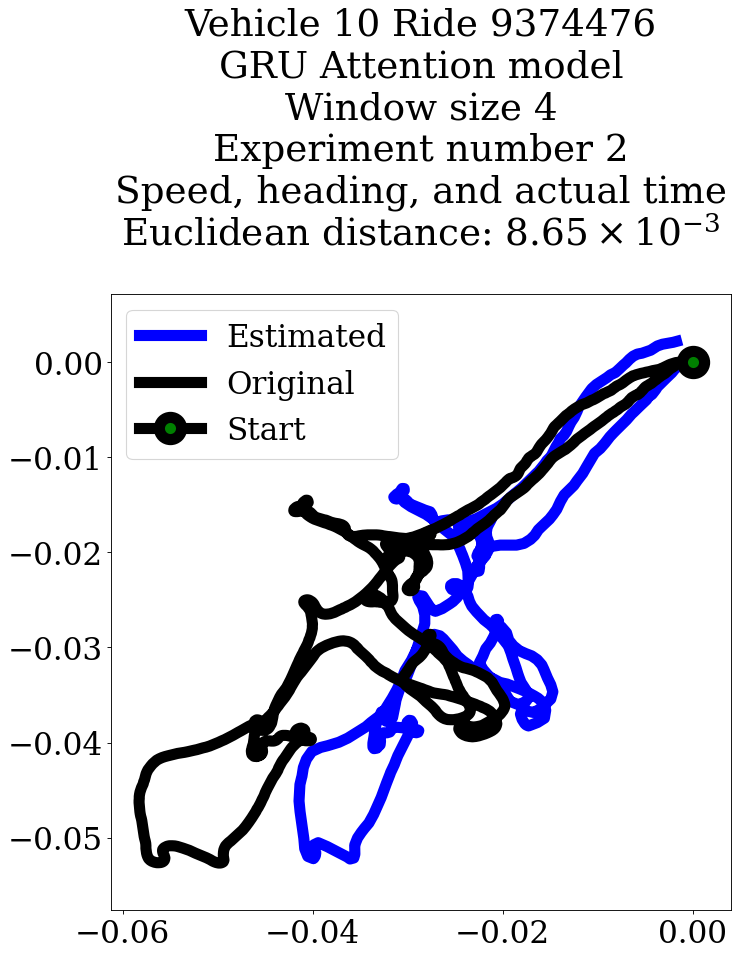 Vehicle 10 Ride 9374476
GRU Attention model
Window size 4
Experiment number 2
Speed, heading, and actual time
Euclidean distance: 8.65 × 10⁻³
Estimated
Original
Start
0.00
−0.01
−0.02
−0.03
−0.04
−0.05
−0.06 −0.04 −0.02 0.00